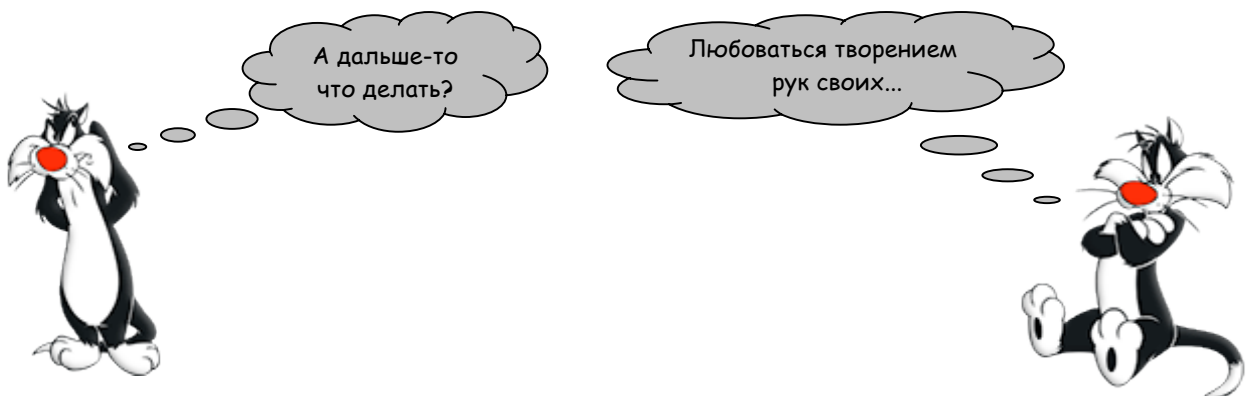 А дальше-то
что делать?
Любоваться творением
рук своих...